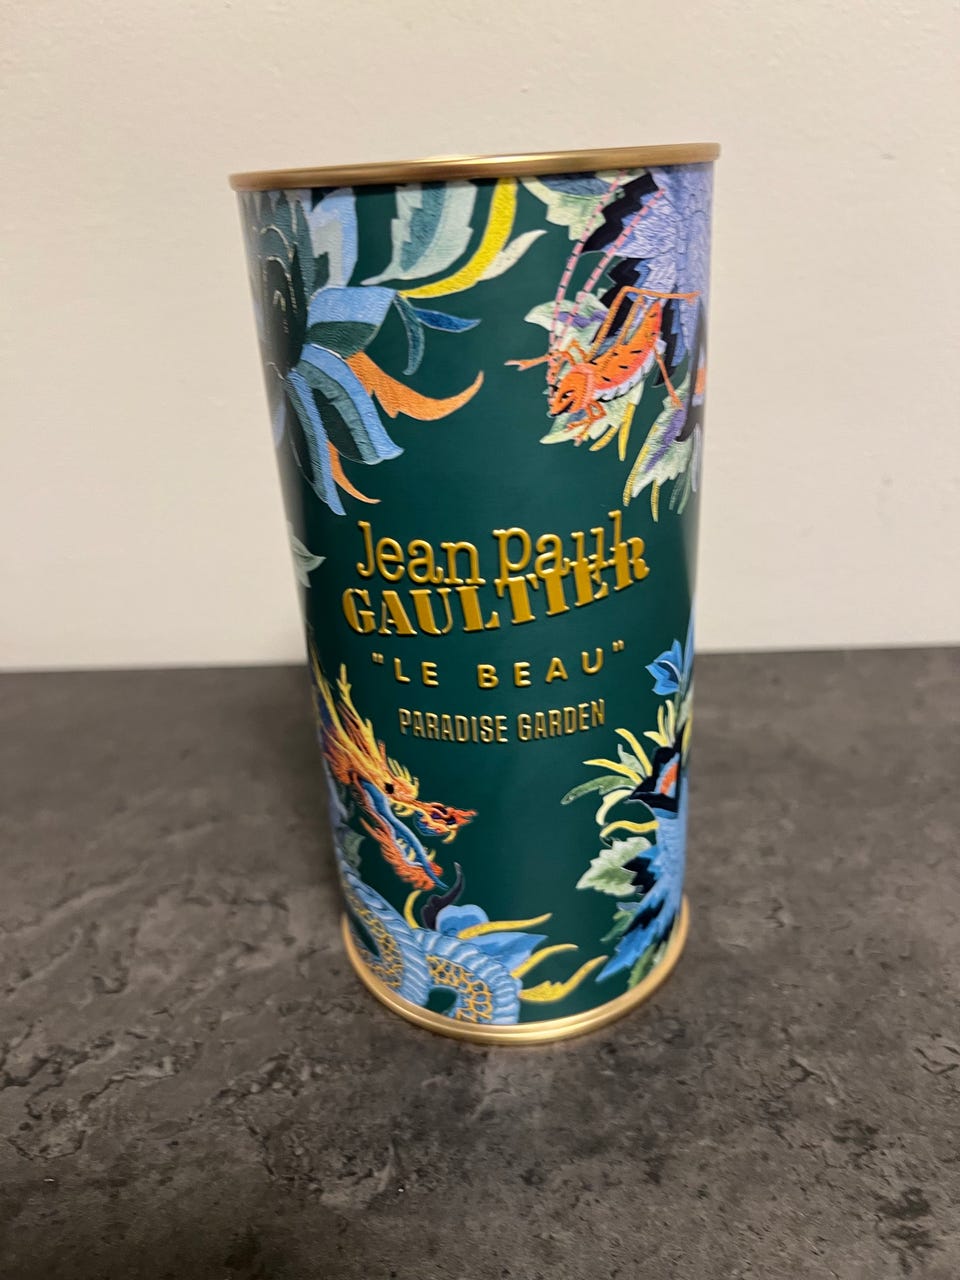 Jean Paul
GAULTIER
"LE BEAU"
PARADISE GARDEN